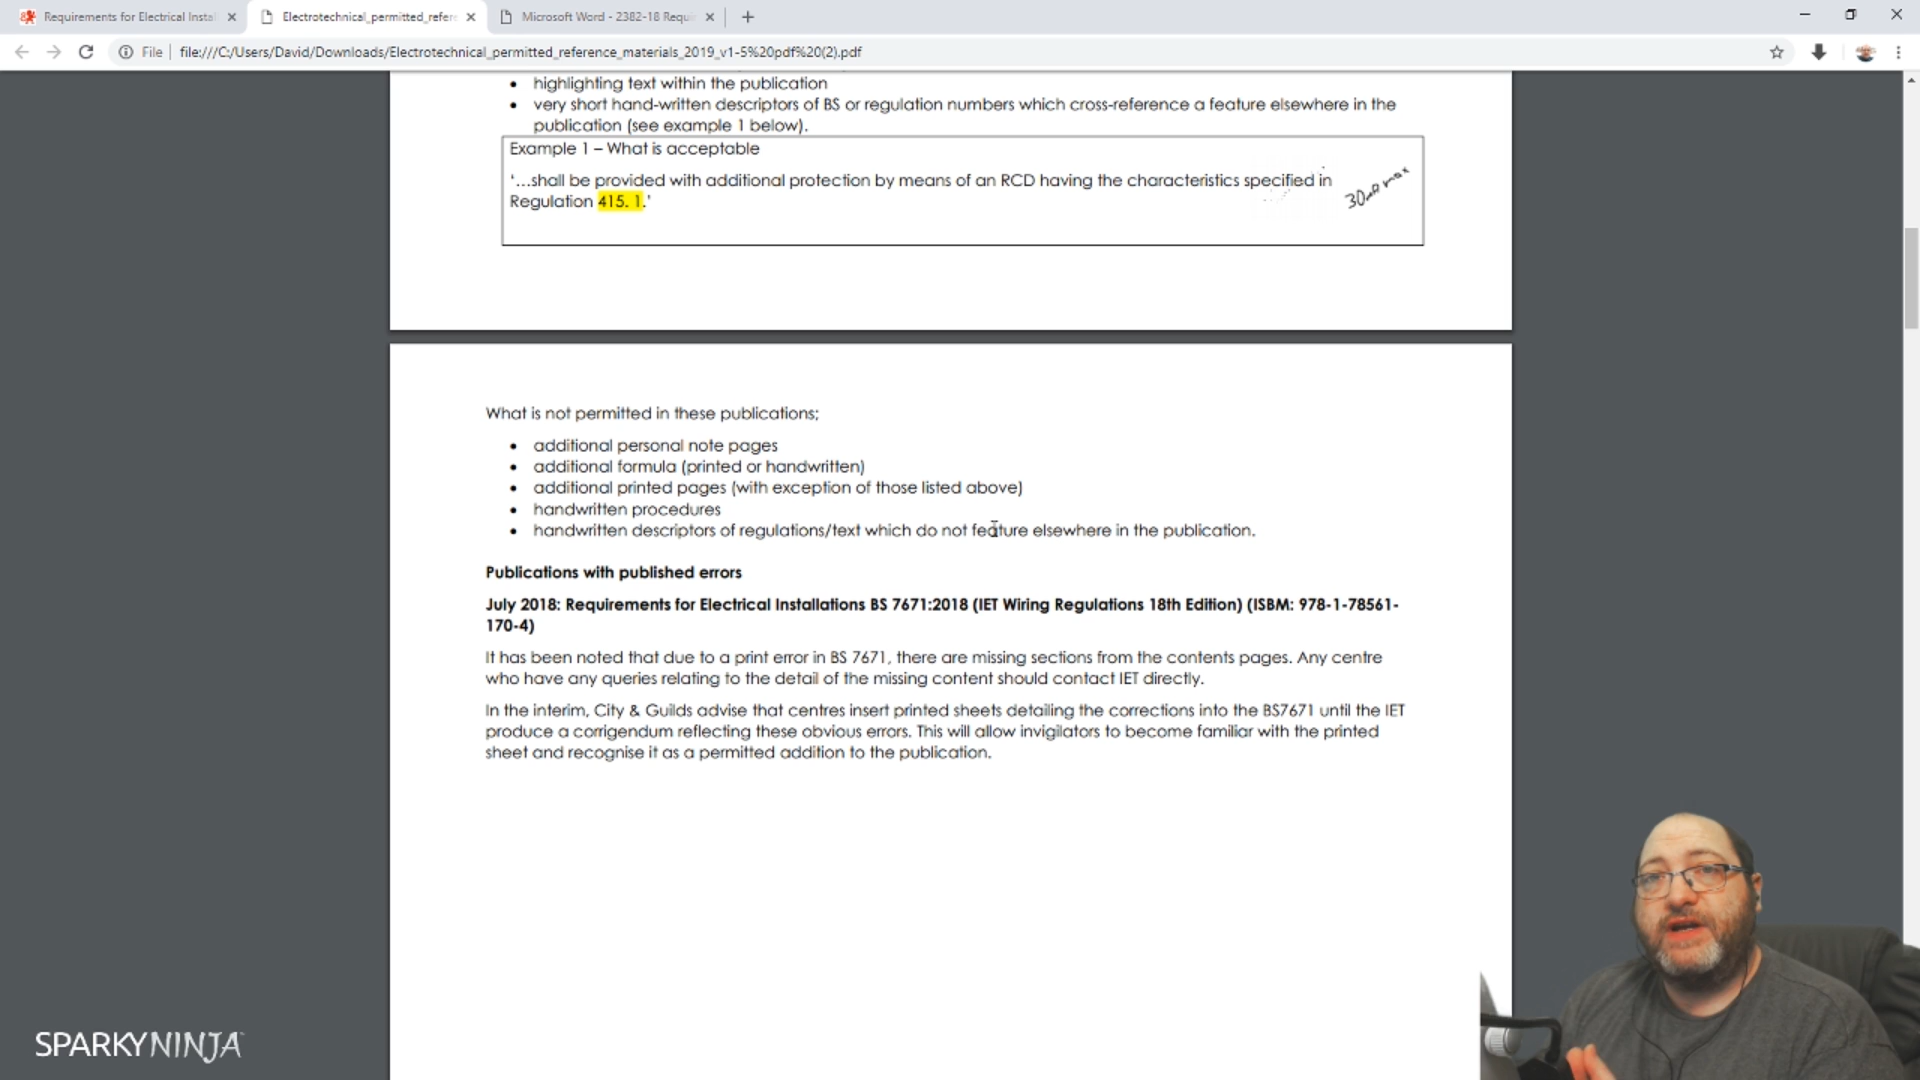 Requirements for Electrical Instal
Electrotechnical_permitted_refere
Microsoft Word - 2382-18 Requi
File
file:///C:/Users/David/Downloads/Electrotechnical_permitted_reference_materials_2019_v1-5%20pdf%20(2).pdf
• highlighting text within the publication
• very short hand-written descriptors of BS or regulation numbers which cross-reference a feature elsewhere in the
publication (see example 1 below).
Example 1 – What is acceptable
‘…shall be provided with additional protection by means of an RCD having the characteristics specified in
Regulation 415. 1.’
30mA max
What is not permitted in these publications;
• additional personal note pages
• additional formula (printed or handwritten)
• additional printed pages (with exception of those listed above)
• handwritten procedures
• handwritten descriptors of regulations/text which do not feature elsewhere in the publication.
Publications with published errors
July 2018: Requirements for Electrical Installations BS 7671:2018 (IET Wiring Regulations 18th Edition) (ISBM: 978-1-78561-
170-4)
It has been noted that due to a print error in BS 7671, there are missing sections from the contents pages. Any centre
who have any queries relating to the detail of the missing content should contact IET directly.
In the interim, City & Guilds advise that centres insert printed sheets detailing the corrections into the BS7671 until the IET
produce a corrigendum reflecting these obvious errors. This will allow invigilators to become familiar with the printed
sheet and recognise it as a permitted addition to the publication.
SPARKYNINJA